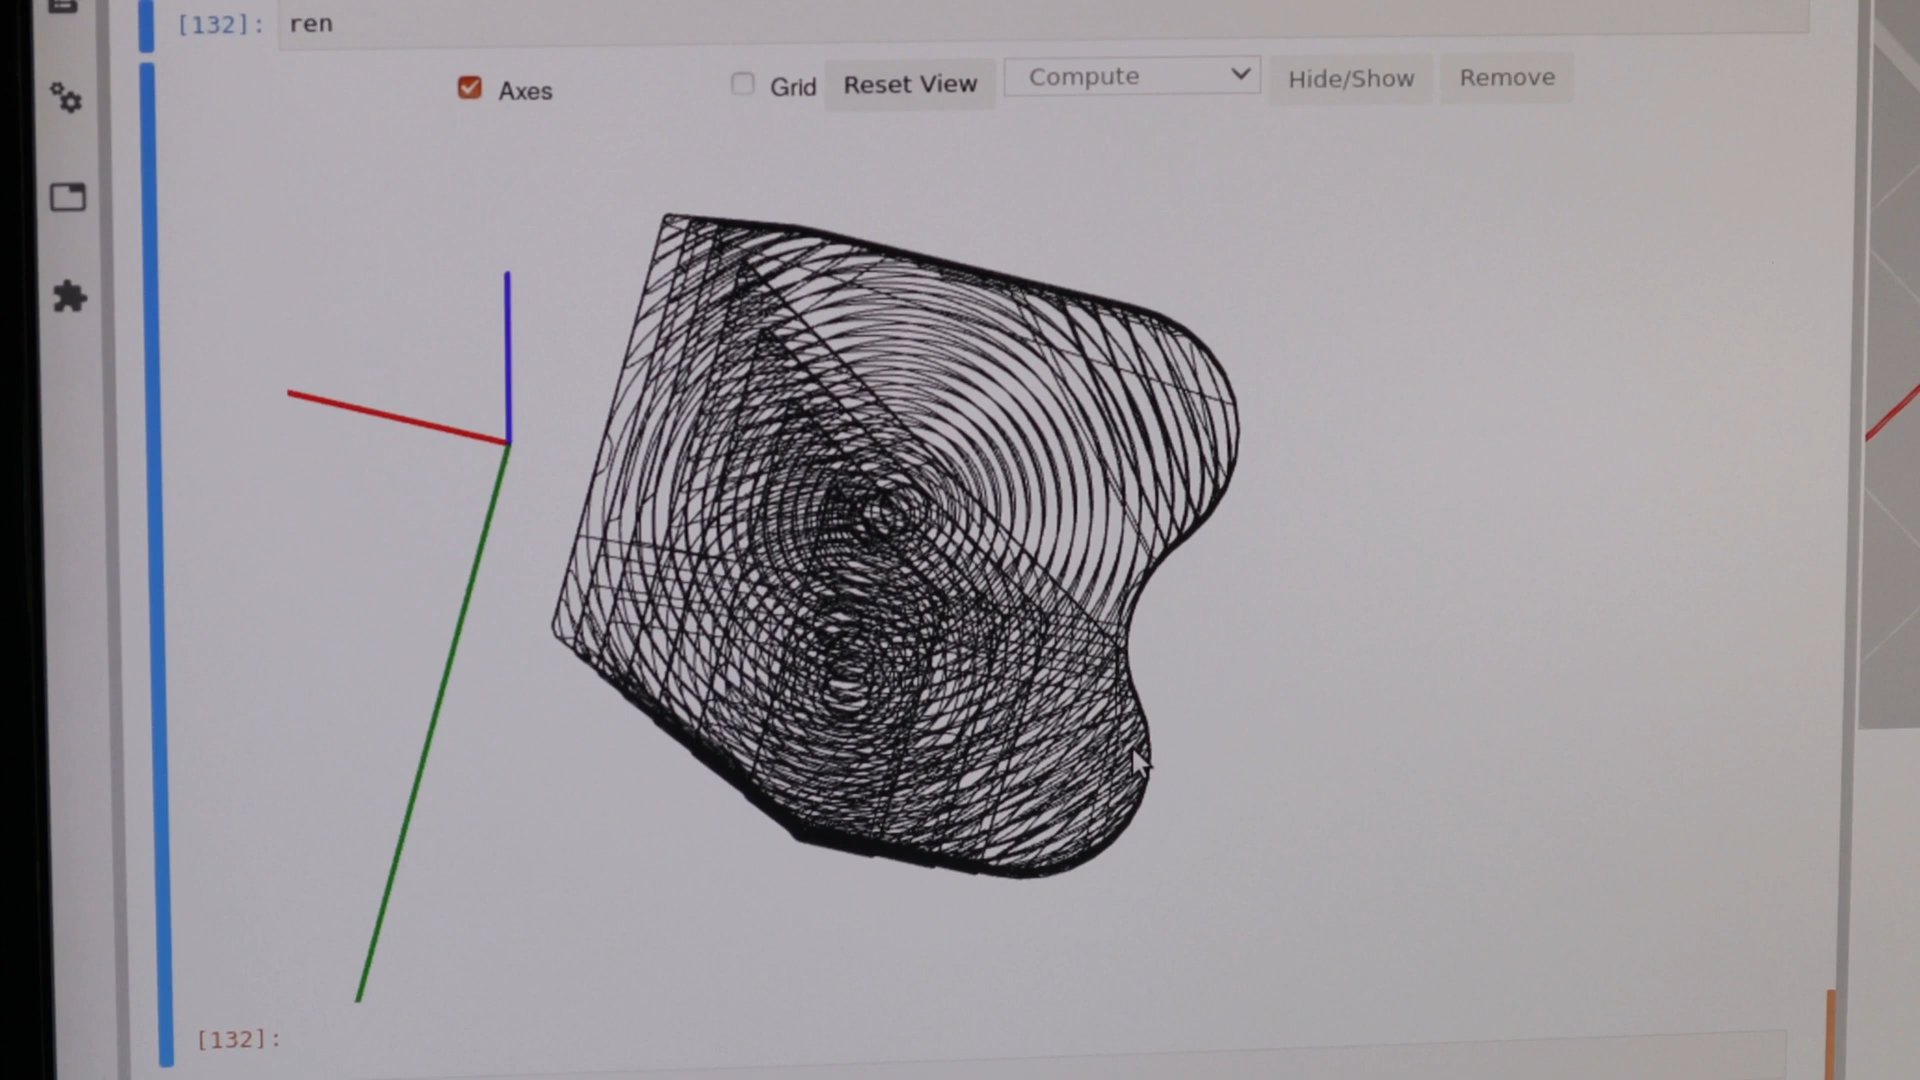 [132]: ren
Axes Grid Reset View Compute Hide/Show Remove
[132]: